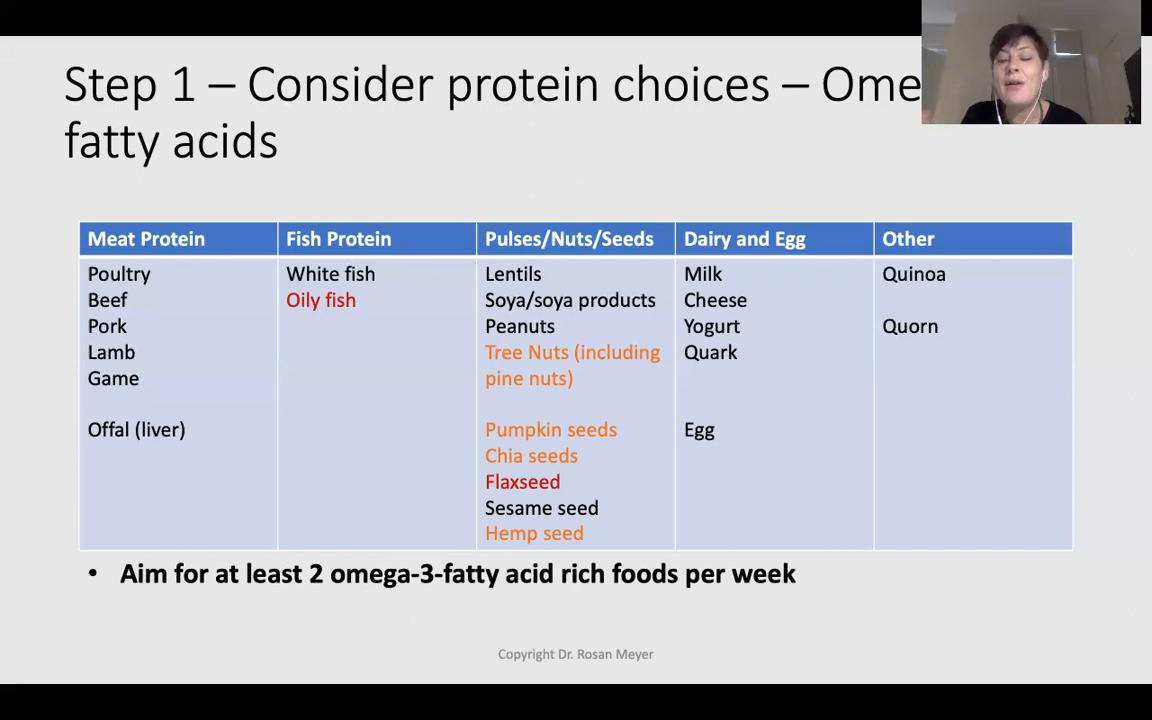 Step 1 – Consider protein choices – Ome
fatty acids
Meat Protein
Fish Protein
Pulses/Nuts/Seeds
Dairy and Egg
Other
Poultry
Beef
Pork
Lamb
Game
Offal (liver)
White fish
Oily fish
Lentils
Soya/soya products
Peanuts
Tree Nuts (including
pine nuts)
Pumpkin seeds
Chia seeds
Flaxseed
Sesame seed
Hemp seed
Milk
Cheese
Yogurt
Quark
Egg
Quinoa
Quorn
• Aim for at least 2 omega-3-fatty acid rich foods per week
Copyright Dr. Rosan Meyer